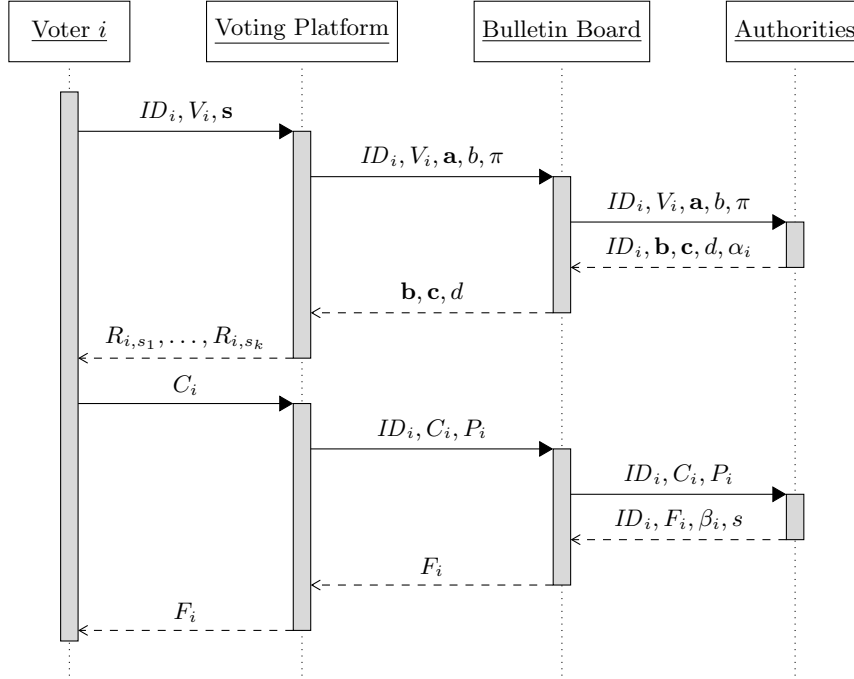 Voter i Voting Platform Bulletin Board Authorities
ID_i, V_i, **s**
ID_i, V_i, **a**, b, π
ID_i, V_i, **a**, b, π
ID_i, **b**, **c**, d, α_i
**b**, **c**, d
R_{i,s_1}, …, R_{i,s_k}
C_i
ID_i, C_i, P_i
ID_i, C_i, P_i
ID_i, F_i, β_i, s
F_i
F_i